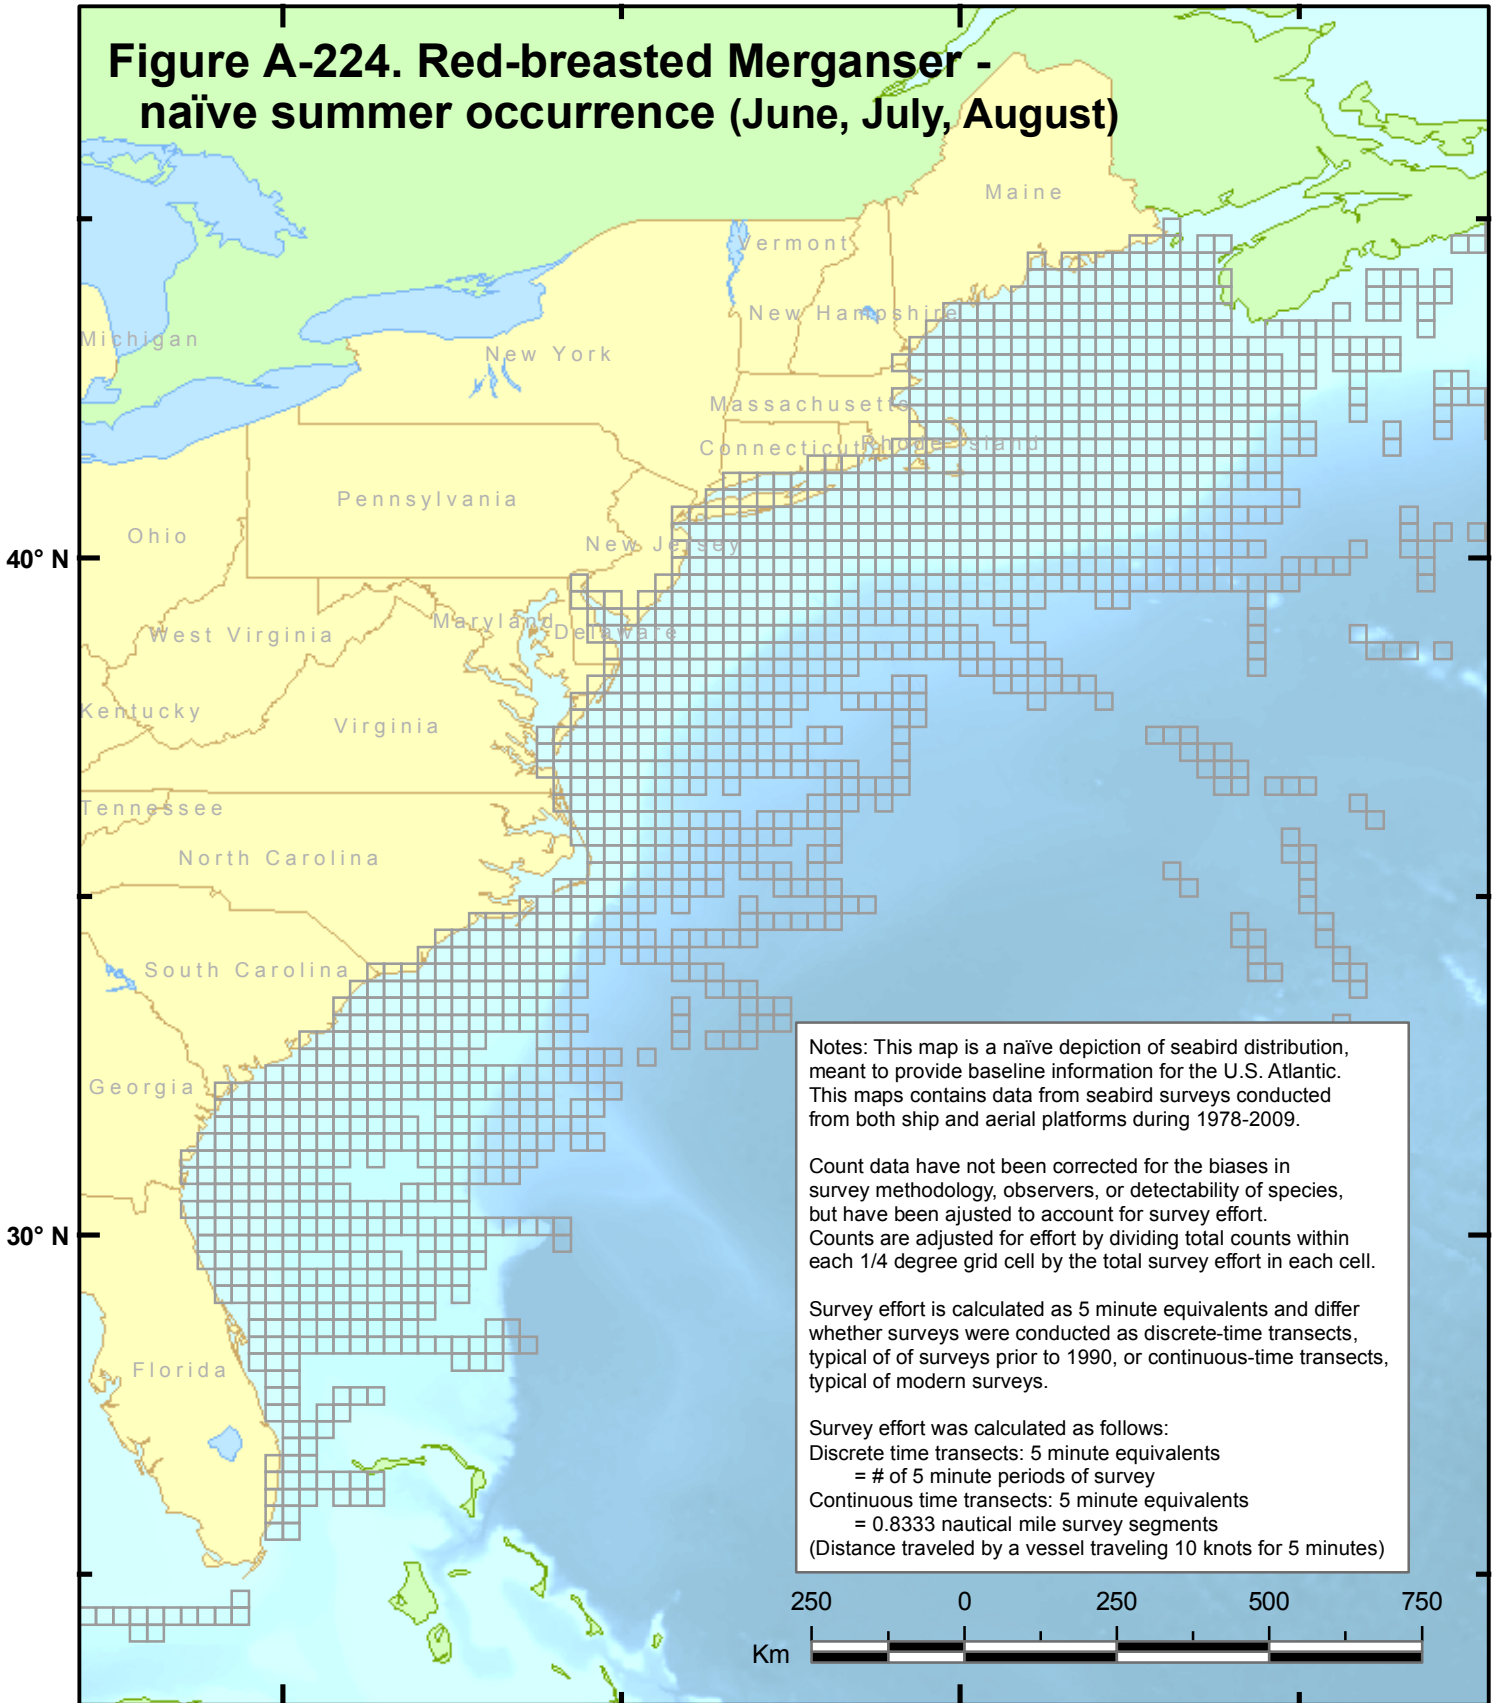 Figure A-224. Red-breasted Merganser -
naïve summer occurrence (June, July, August)
Maine
Vermont
New Hampshire
Michigan
New York
Massachusetts
Connecticut
Rhode Island
Pennsylvania
Ohio
New Jersey
40° N
West Virginia
Maryland
Delaware
Kentucky
Virginia
Tennessee
North Carolina
South Carolina
Georgia
30° N
Florida
Notes: This map is a naïve depiction of seabird distribution,
meant to provide baseline information for the U.S. Atlantic.
This maps contains data from seabird surveys conducted
from both ship and aerial platforms during 1978-2009.
Count data have not been corrected for the biases in
survey methodology, observers, or detectability of species,
but have been ajusted to account for survey effort.
Counts are adjusted for effort by dividing total counts within
each 1/4 degree grid cell by the total survey effort in each cell.
Survey effort is calculated as 5 minute equivalents and differ
whether surveys were conducted as discrete-time transects,
typical of of surveys prior to 1990, or continuous-time transects,
typical of modern surveys.
Survey effort was calculated as follows:
Discrete time transects: 5 minute equivalents
= # of 5 minute periods of survey
Continuous time transects: 5 minute equivalents
= 0.8333 nautical mile survey segments
(Distance traveled by a vessel traveling 10 knots for 5 minutes)
250 0 250 500 750
Km